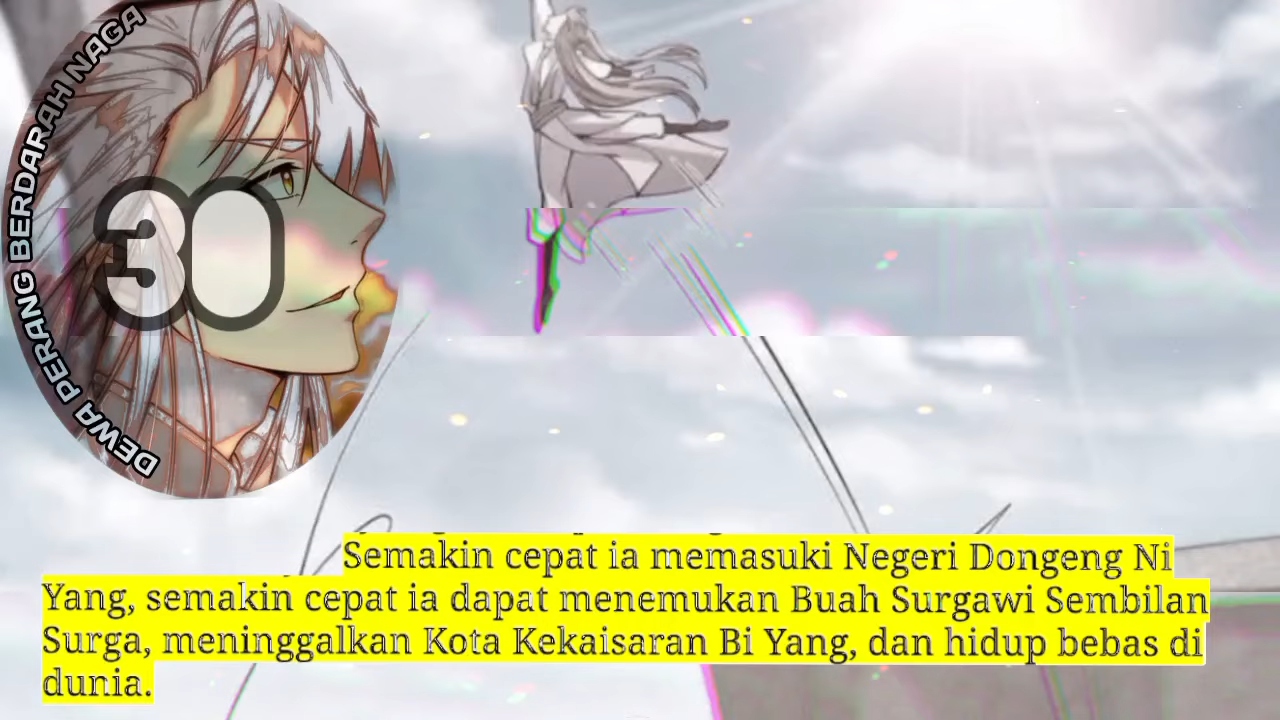 DEWA PERANG BERDARAH NAGA
30
Semakin cepat ia memasuki Negeri Dongeng Ni
Yang, semakin cepat ia dapat menemukan Buah Surgawi Sembilan
Surga, meninggalkan Kota Kekaisaran Bi Yang, dan hidup bebas di
dunia.